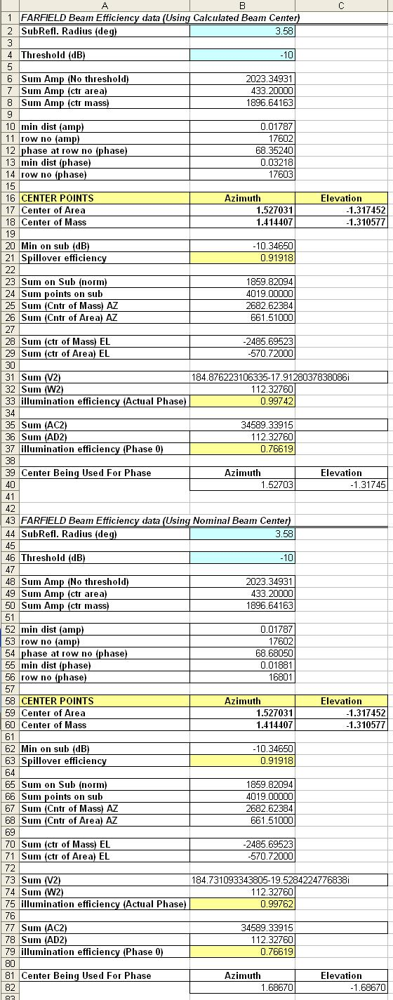 A B C
1 FARFIELD Beam Efficiency data (Using Calculated Beam Center)
2 SubRefl. Radius (deg) 3.58
3
4 Threshold (dB) -10
5
6 Sum Amp (No threshold) 2023.34931
7 Sum Amp (ctr area) 433.20000
8 Sum Amp (ctr mass) 1896.64163
9
10 min dist (amp) 0.01787
11 row no (amp) 17602
12 phase at row no (phase) 68.35240
13 min dist (phase) 0.03218
14 row no (phase) 17603
15
16 CENTER POINTS Azimuth Elevation
17 Center of Area 1.527031 -1.317452
18 Center of Mass 1.414407 -1.310577
19
20 Min on sub (dB) -10.34650
21 Spillover efficiency 0.91918
22
23 Sum on Sub (norm) 1859.82094
24 Sum points on sub 4019.00000
25 Sum (Cntr of Mass) AZ 2682.62384
26 Sum (Cntr of Area) AZ 661.51000
27
28 Sum (ctr of Mass) EL -2485.69523
29 Sum (ctr of Area) EL -570.72000
30
31 Sum (V2) 184.876223106335-17.9128037838086i
32 Sum (W2) 112.32760
33 illumination efficiency (Actual Phase) 0.99742
34
35 Sum (AC2) 34589.33915
36 Sum (AD2) 112.32760
37 illumination efficiency (Phase 0) 0.76619
38
39 Center Being Used For Phase Azimuth Elevation
40 1.52703 -1.31745
41
42
43 FARFIELD Beam Efficiency data (Using Nominal Beam Center)
44 SubRefl. Radius (deg) 3.58
45
46 Threshold (dB) -10
47
48 Sum Amp (No threshold) 2023.34931
49 Sum Amp (ctr area) 433.20000
50 Sum Amp (ctr mass) 1896.64163
51
52 min dist (amp) 0.01787
53 row no (amp) 17602
54 phase at row no (phase) 68.68050
55 min dist (phase) 0.01881
56 row no (phase) 16801
57
58 CENTER POINTS Azimuth Elevation
59 Center of Area 1.527031 -1.317452
60 Center of Mass 1.414407 -1.310577
61
62 Min on sub (dB) -10.34650
63 Spillover efficiency 0.91918
64
65 Sum on Sub (norm) 1859.82094
66 Sum points on sub 4019.00000
67 Sum (Cntr of Mass) AZ 2682.62384
68 Sum (Cntr of Area) AZ 661.51000
69
70 Sum (ctr of Mass) EL -2485.69523
71 Sum (ctr of Area) EL -570.72000
72
73 Sum (V2) 184.731093343805-19.5284224776838i
74 Sum (W2) 112.32760
75 illumination efficiency (Actual Phase) 0.99762
76
77 Sum (AC2) 34589.33915
78 Sum (AD2) 112.32760
79 illumination efficiency (Phase 0) 0.76619
80
81 Center Being Used For Phase Azimuth Elevation
82 1.68670 -1.68670
83